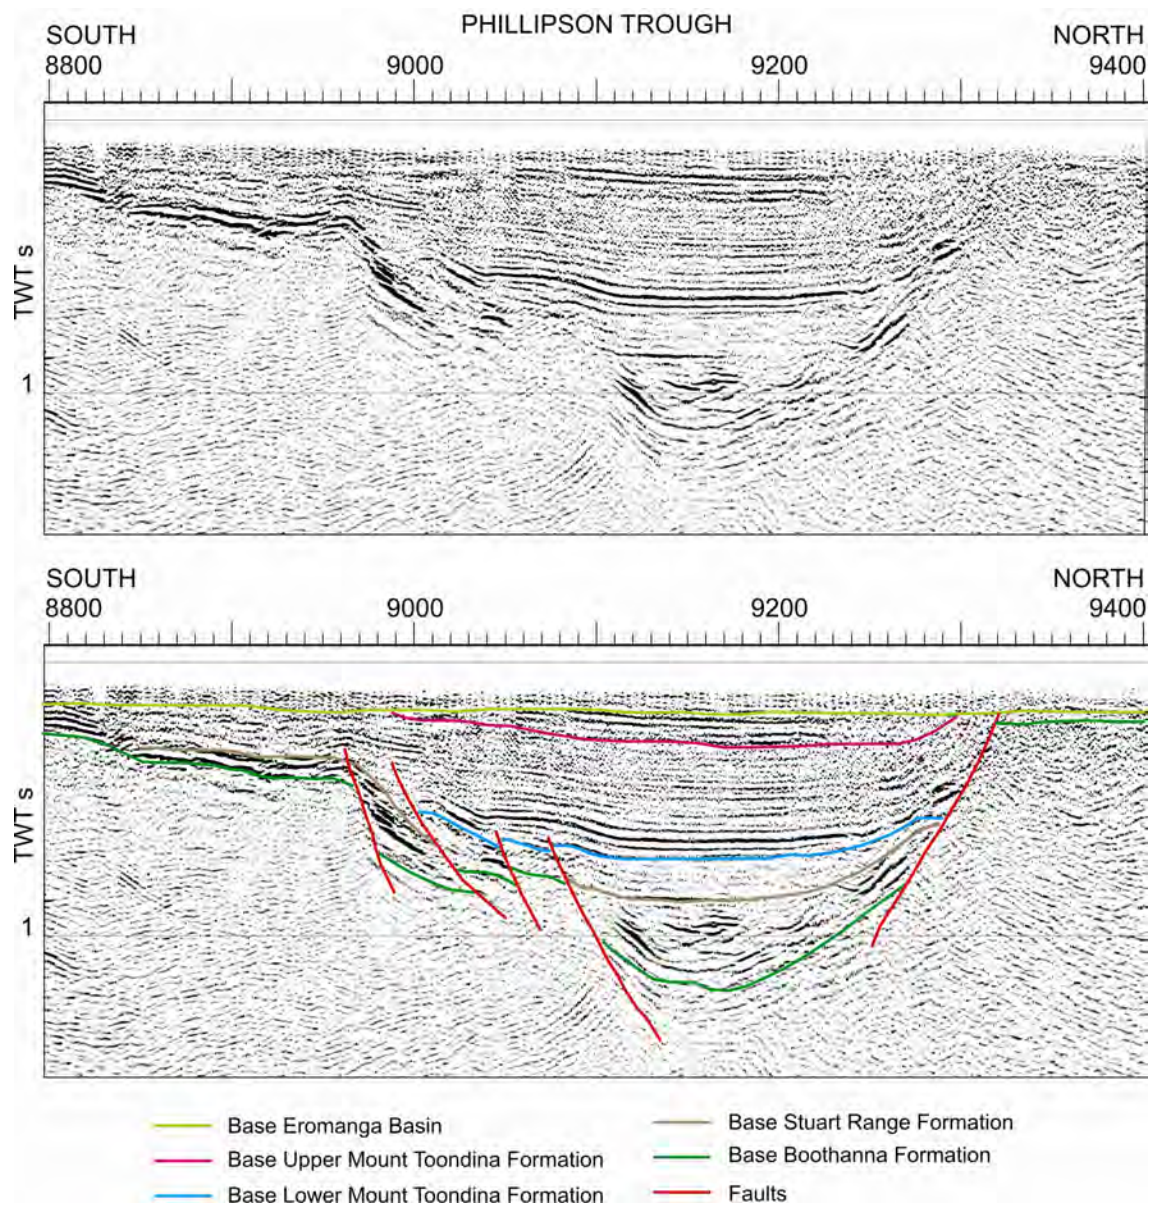 PHILLIPSON TROUGH
SOUTH NORTH
8800 9000 9200 9400
TWT s
1
SOUTH NORTH
8800 9000 9200 9400
TWT s
1
Base Eromanga Basin Base Stuart Range Formation
Base Upper Mount Toondina Formation Base Boothanna Formation
Base Lower Mount Toondina Formation Faults